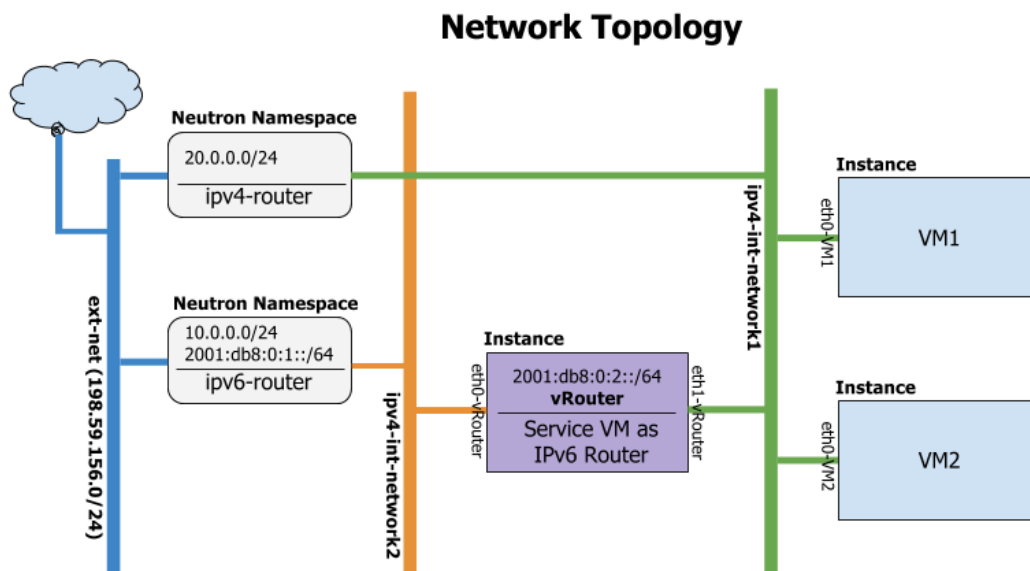 Network Topology
Neutron Namespace
20.0.0.0/24
ipv4-router
Neutron Namespace
10.0.0.0/24
2001:db8:0:1::/64
ipv6-router
ext-net (198.59.156.0/24)
ipv4-int-network2
Instance
eth0-vRouter
2001:db8:0:2::/64
vRouter
Service VM as
IPv6 Router
eth1-vRouter
ipv4-int-network1
Instance
eth0-VM1
VM1
Instance
eth0-VM2
VM2